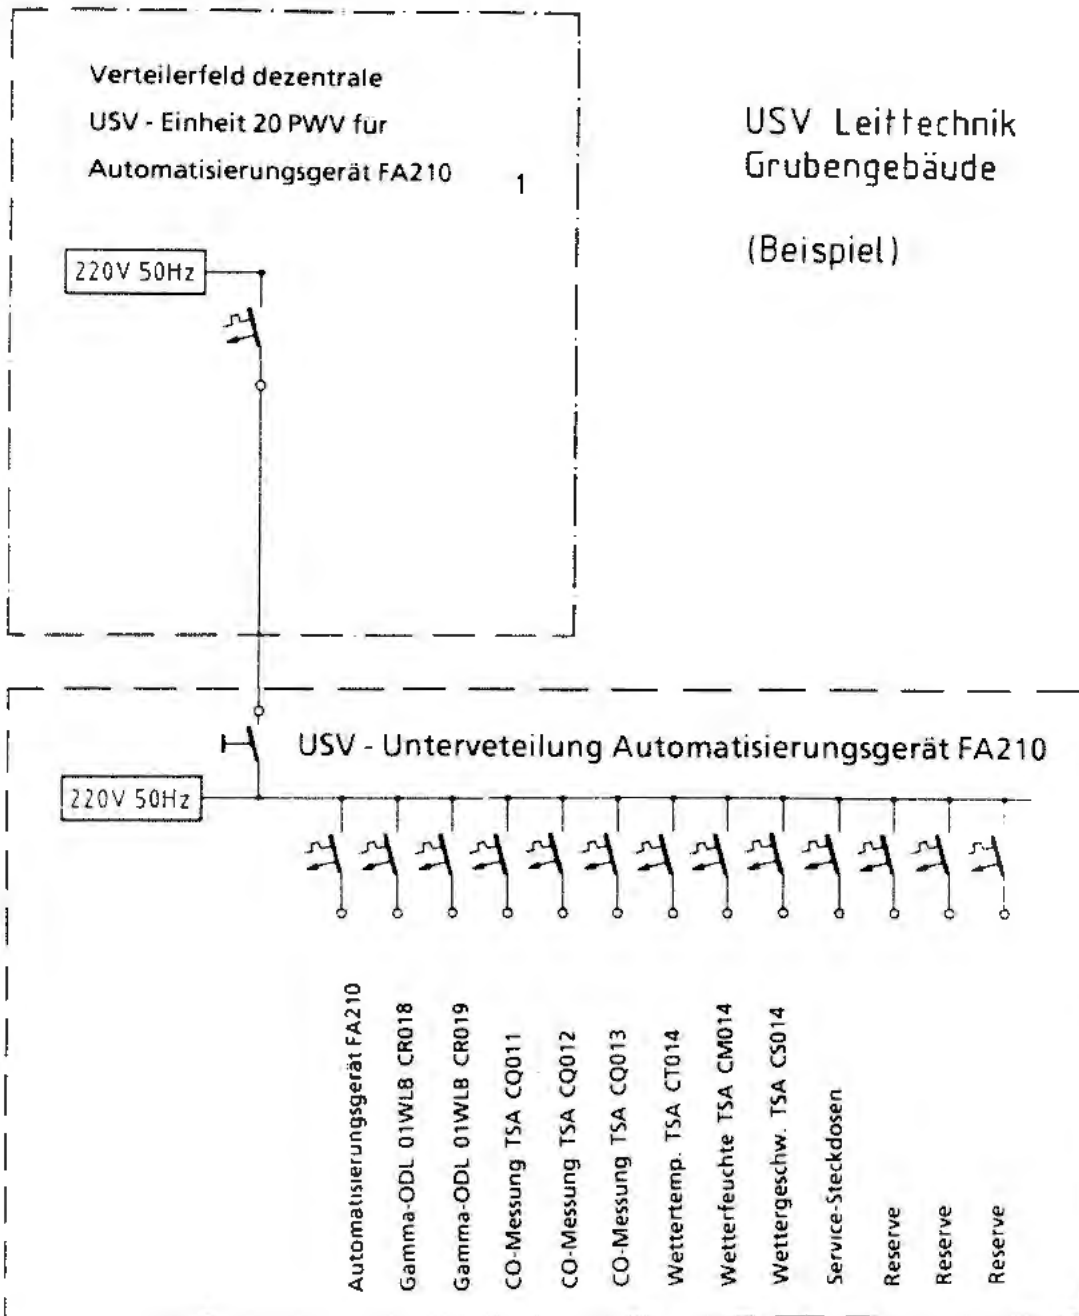 Verteilerfeld dezentrale
USV - Einheit 20 PWV für
Automatisierungsgerät FA210
1
USV Leittechnik
Grubengebäude
(Beispiel)
220V 50Hz
USV - Unterveteilung Automatisierungsgerät FA210
220V 50Hz
Automatisierungsgerät FA210
Gamma-ODL 01WLB CR018
Gamma-ODL 01WLB CR019
CO-Messung TSA CQ011
CO-Messung TSA CQ012
CO-Messung TSA CQ013
Wettertemp. TSA CT014
Wetterfeuchte TSA CM014
Wettergeschw. TSA CS014
Service-Steckdosen
Reserve
Reserve
Reserve